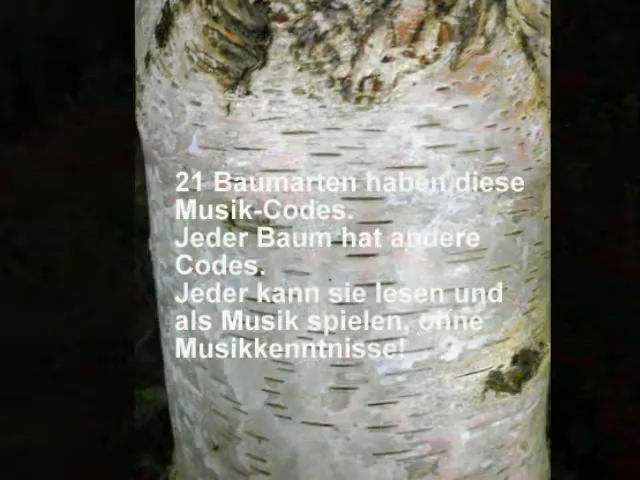 21 Baumarten haben diese
Musik-Codes.
Jeder Baum hat andere
Codes.
Jeder kann sie lesen und
als Musik spielen, ohne
Musikkenntnisse!